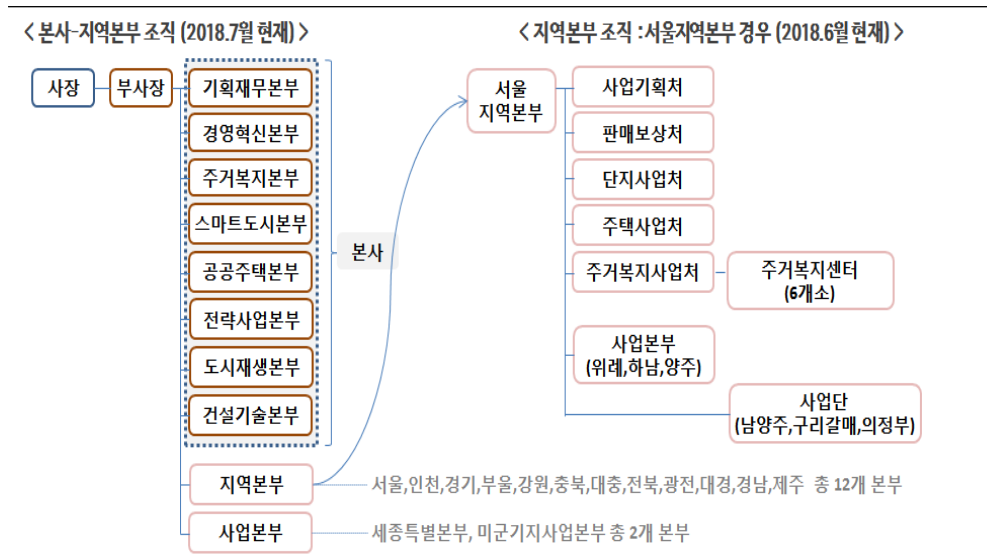 < 본사-지역본부 조직 (2018.7월 현재) >
사장
부사장
기획재무본부
경영혁신본부
주거복지본부
스마트도시본부
공공주택본부
전략사업본부
도시재생본부
건설기술본부
본사
지역본부
서울,인천,경기,부울,강원,충북,대충,전북,광전,대경,경남,제주 총 12개 본부
사업본부
세종특별본부, 미군기지사업본부 총 2개 본부
< 지역본부 조직 : 서울지역본부 경우 (2018.6월 현재) >
서울
지역본부
사업기획처
판매보상처
단지사업처
주택사업처
주거복지사업처
주거복지센터
(6개소)
사업본부
(위례,하남,양주)
사업단
(남양주,구리갈매,의정부)